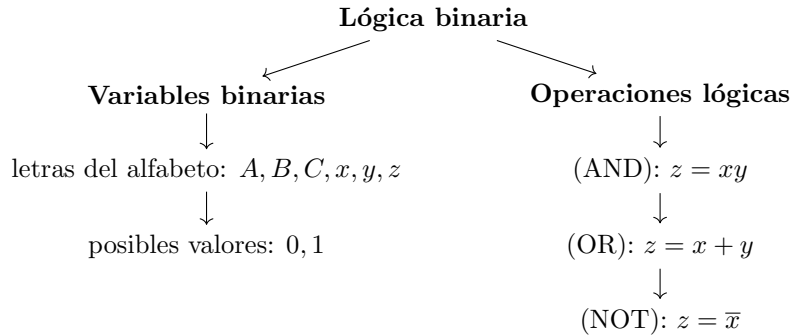 Lógica binaria
Variables binarias
Operaciones lógicas
letras del alfabeto: A, B, C, x, y, z
(AND): z = xy
posibles valores: 0, 1
(OR): z = x + y
(NOT): z = x̅